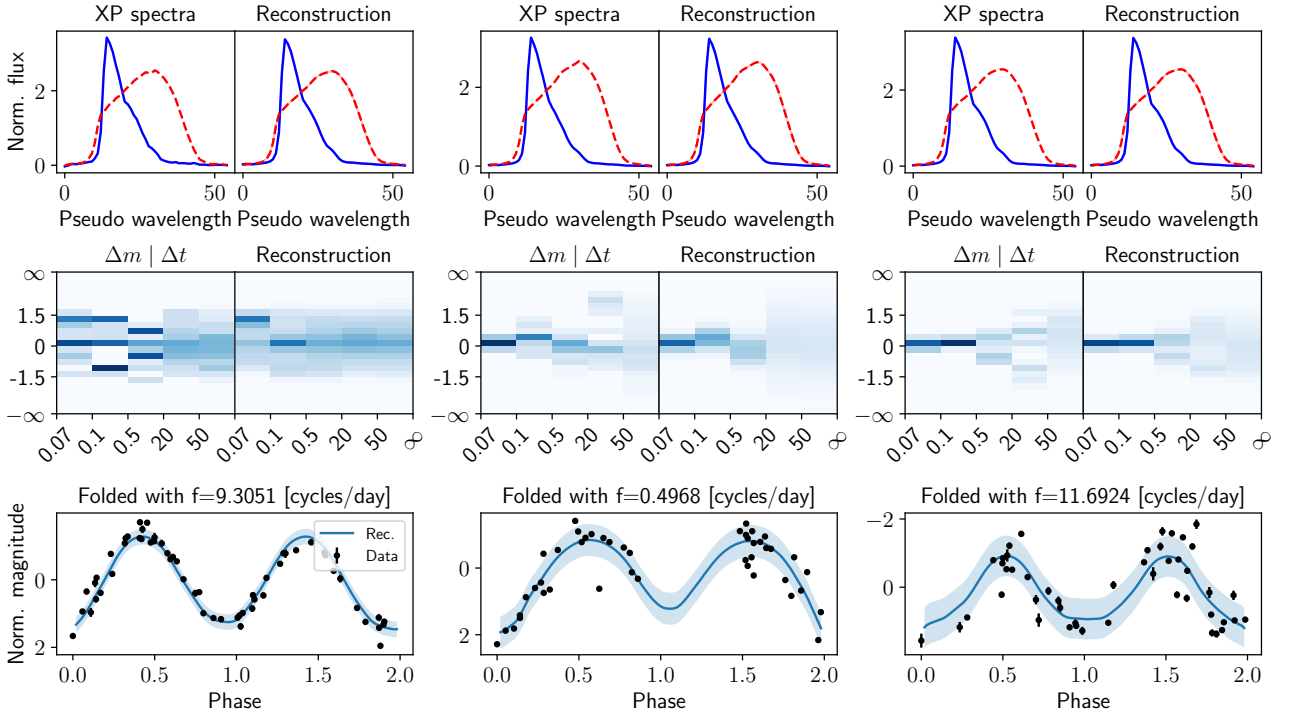 XP spectra Reconstruction XP spectra Reconstruction XP spectra Reconstruction
Norm. flux
2 2 2
0 0 0
0 50 0 50 0 50 0 50 0 50 0 50
Pseudo wavelength Pseudo wavelength Pseudo wavelength Pseudo wavelength Pseudo wavelength Pseudo wavelength
Δm | Δt Reconstruction Δm | Δt Reconstruction Δm | Δt Reconstruction
∞ ∞ ∞
1.5 1.5 1.5
0 0 0
-1.5 -1.5 -1.5
−∞ −∞ −∞
0.07 0.1 0.5 20 50 0.07 0.1 0.5 20 50 ∞ 0.07 0.1 0.5 20 50 0.07 0.1 0.5 20 50 ∞ 0.07 0.1 0.5 20 50 0.07 0.1 0.5 20 50 ∞
Folded with f=9.3051 [cycles/day] Folded with f=0.4968 [cycles/day] Folded with f=11.6924 [cycles/day]
Norm. magnitude
Rec.
Data
−2
0 0 0
2 2
0.0 0.5 1.0 1.5 2.0 0.0 0.5 1.0 1.5 2.0 0.0 0.5 1.0 1.5 2.0
Phase Phase Phase